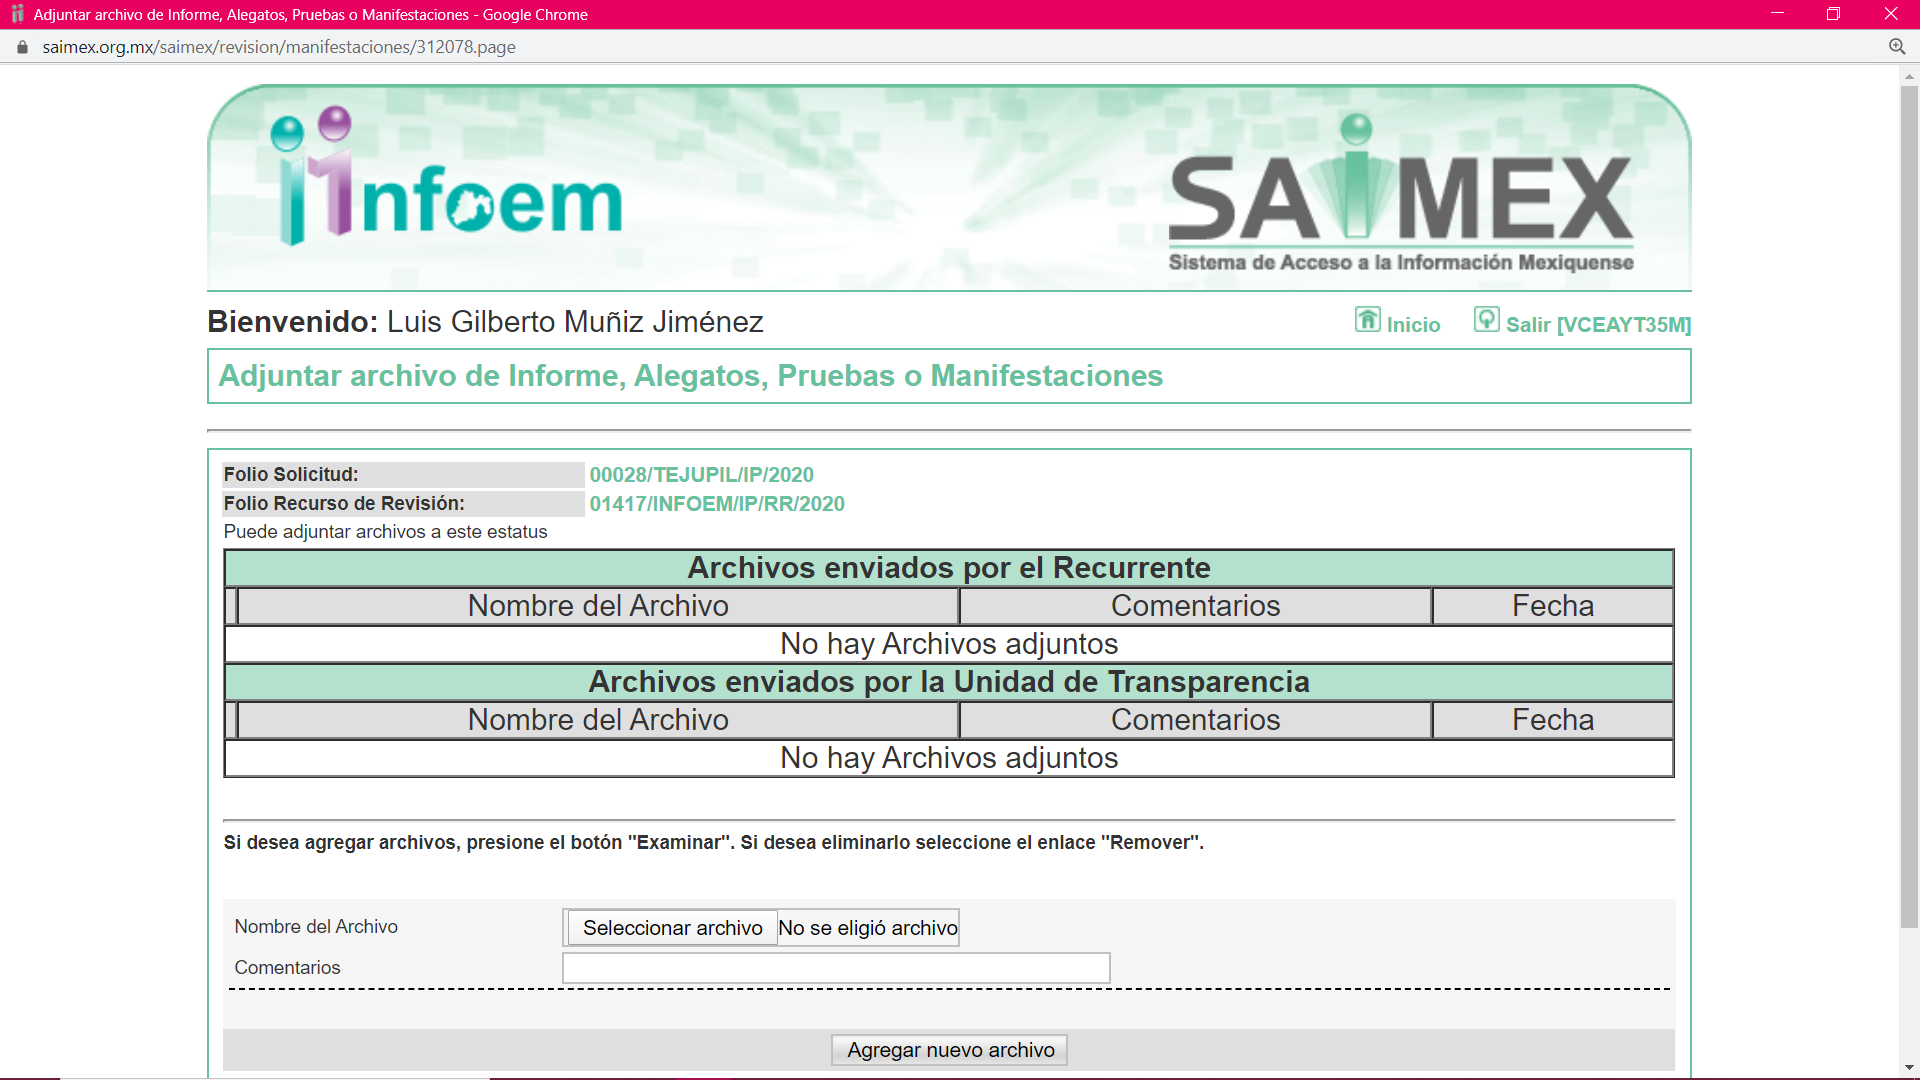 Adjuntar archivo de Informe, Alegatos, Pruebas o Manifestaciones - Google Chrome
saimex.org.mx/saimex/revision/manifestaciones/312078.page
infoem
SAIMEX
Sistema de Acceso a la Información Mexiquense
Bienvenido: Luis Gilberto Muñiz Jiménez
Inicio Salir [VCEAYT35M]
Adjuntar archivo de Informe, Alegatos, Pruebas o Manifestaciones
Folio Solicitud: 00028/TEJUPIL/IP/2020
Folio Recurso de Revisión: 01417/INFOEM/IP/RR/2020
Puede adjuntar archivos a este estatus
Archivos enviados por el Recurrente
Nombre del Archivo Comentarios Fecha
No hay Archivos adjuntos
Archivos enviados por la Unidad de Transparencia
Nombre del Archivo Comentarios Fecha
No hay Archivos adjuntos
Si desea agregar archivos, presione el botón "Examinar". Si desea eliminarlo seleccione el enlace "Remover".
Nombre del Archivo Seleccionar archivo No se eligió archivo
Comentarios
Agregar nuevo archivo